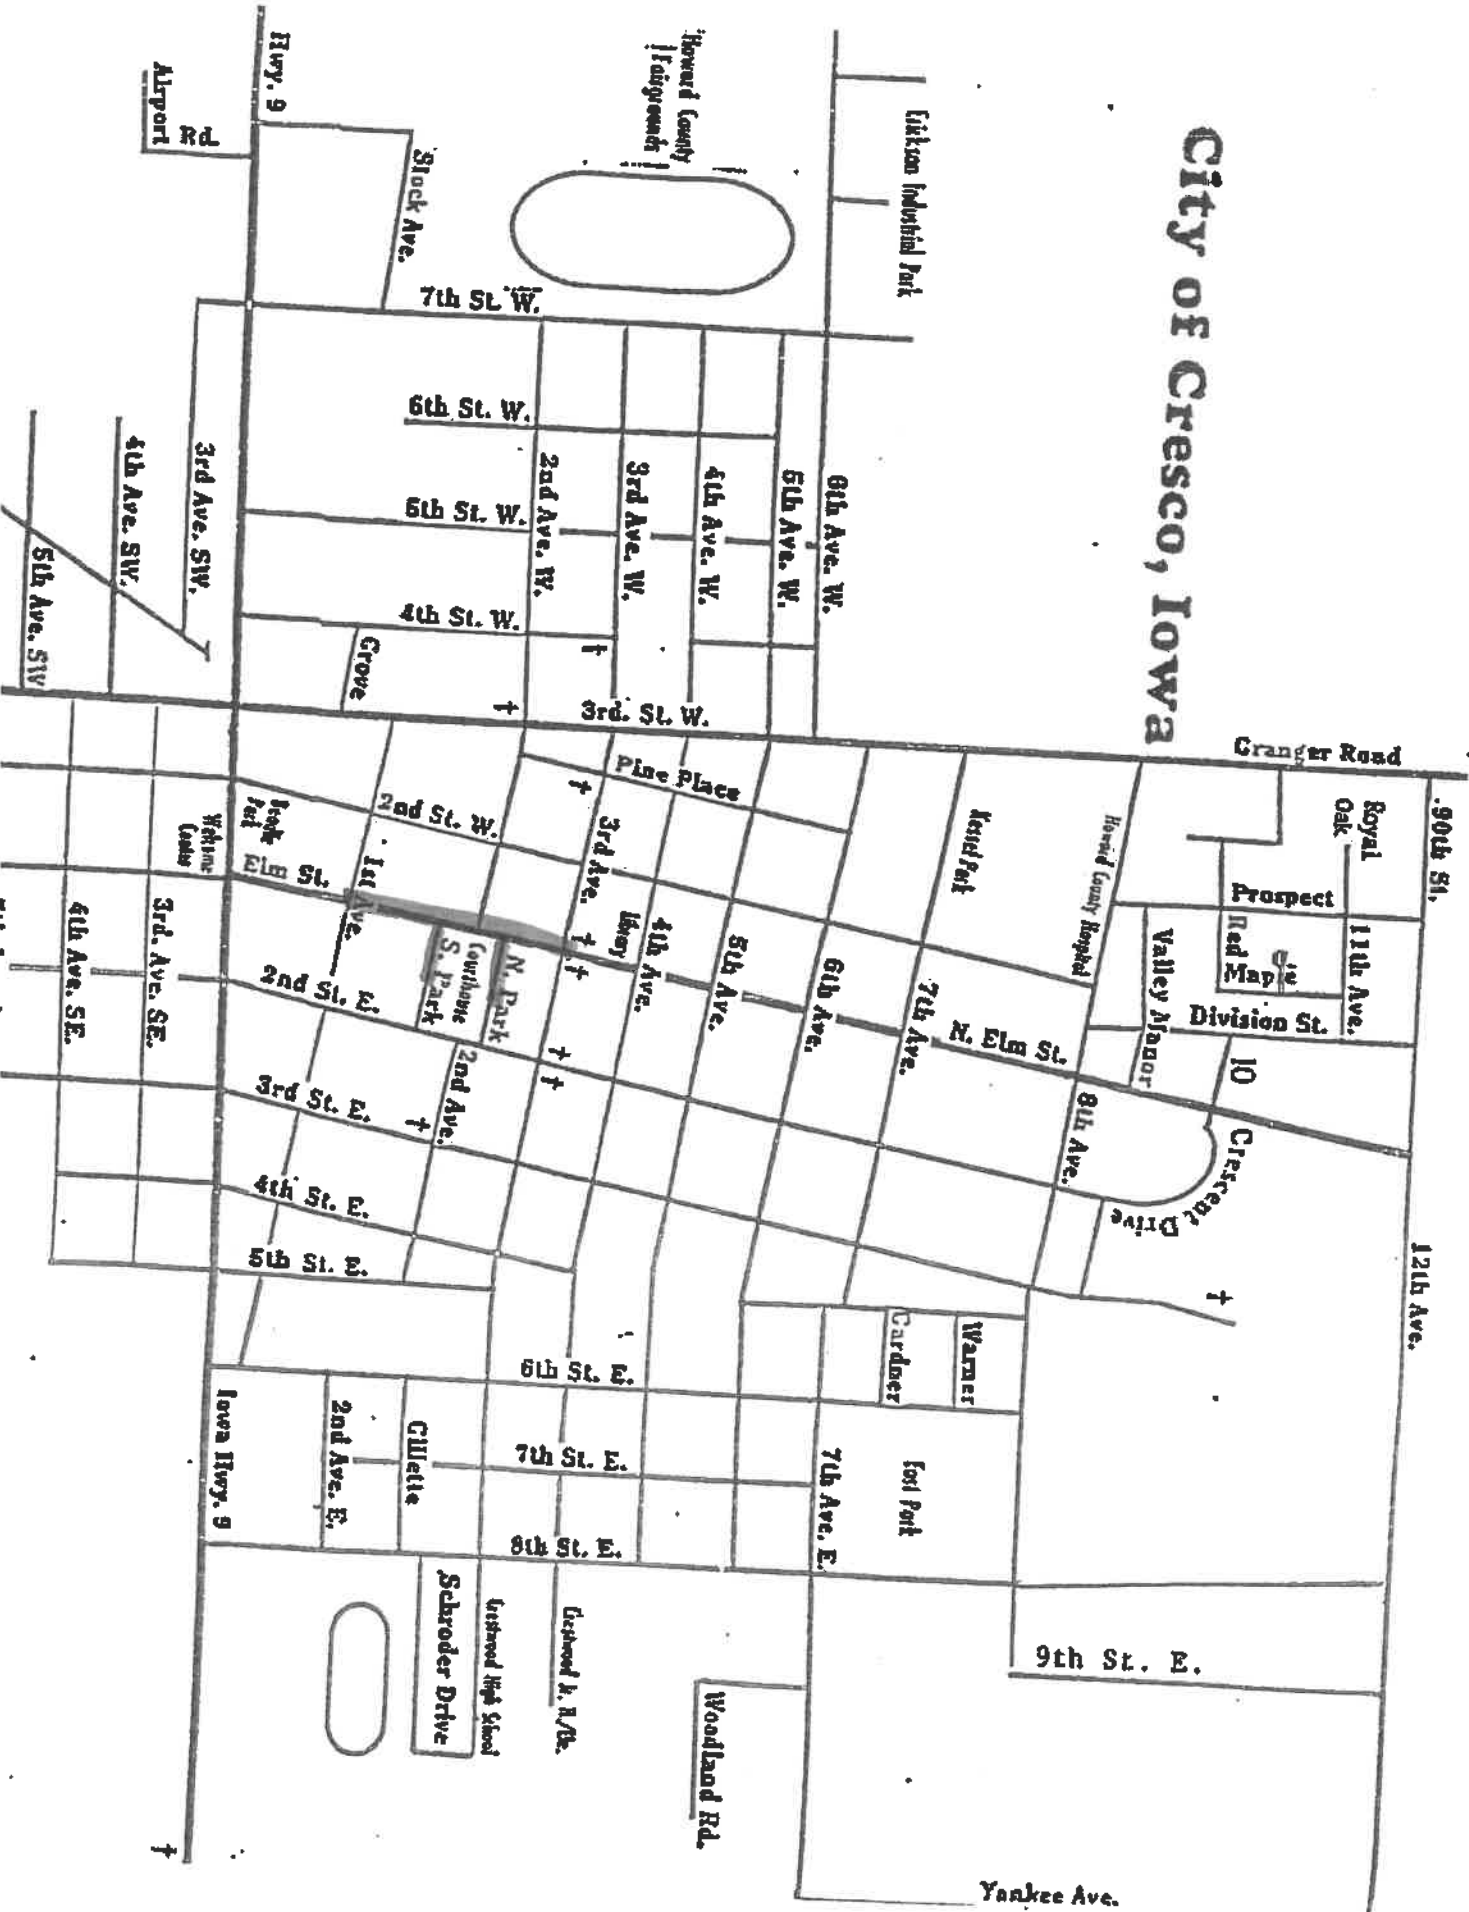 City of Cresco, Iowa
Hwy. 9
Airport Rd.
Stock Ave.
Howard County
Fairgrounds
Industrial Park
7th St. W.
6th St. W.
5th St. W.
4th St. W.
2nd Ave. W.
3rd Ave. W.
4th Ave. W.
5th Ave. W.
6th Ave. W.
3rd Ave. SW.
4th Ave. SW.
5th Ave. SW
Grove
3rd. St. W.
Granger Road
Pine Place
2nd St. W.
Welcome
Center
Elm St.
1st Ave.
3rd Ave.
Library
4th Ave.
5th Ave.
6th Ave.
7th Ave.
Howard County Hospital
Royal
Oak
.90th St.
Prospect
Red
Maple
11th Ave.
Valley Manor
Division St.
N. Elm St.
10
8th Ave.
Crescent Drive
12th Ave.
N. Park
Courthouse
S. Park
2nd St. E.
2nd Ave.
3rd. Ave. SE.
4th Ave. SE.
3rd St. E.
4th St. E.
5th St. E.
6th St. E.
Gardner
Warner
Iowa Hwy. 9
2nd Ave. E.
Gillette
7th St. E.
7th Ave. E.
East Park
8th St. E.
Schroder Drive
Crestwood High School
9th St. E.
Woodland Rd.
Yankee Ave.